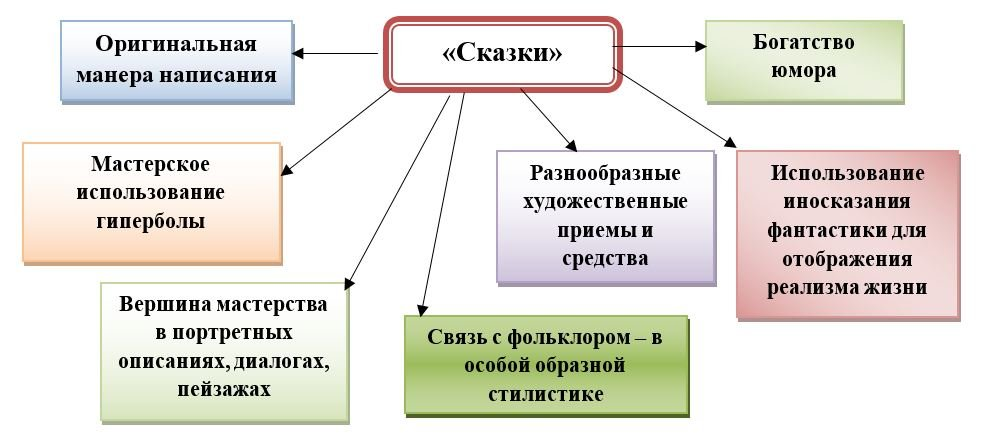 «Сказки»
Оригинальная
манера написания
Богатство
юмора
Мастерское
использование
гиперболы
Разнообразные
художественные
приемы и
средства
Использование
иносказания
фантастики для
отображения
реализма жизни
Вершина мастерства
в портретных
описаниях, диалогах,
пейзажах
Связь с фольклором – в
особой образной
стилистике